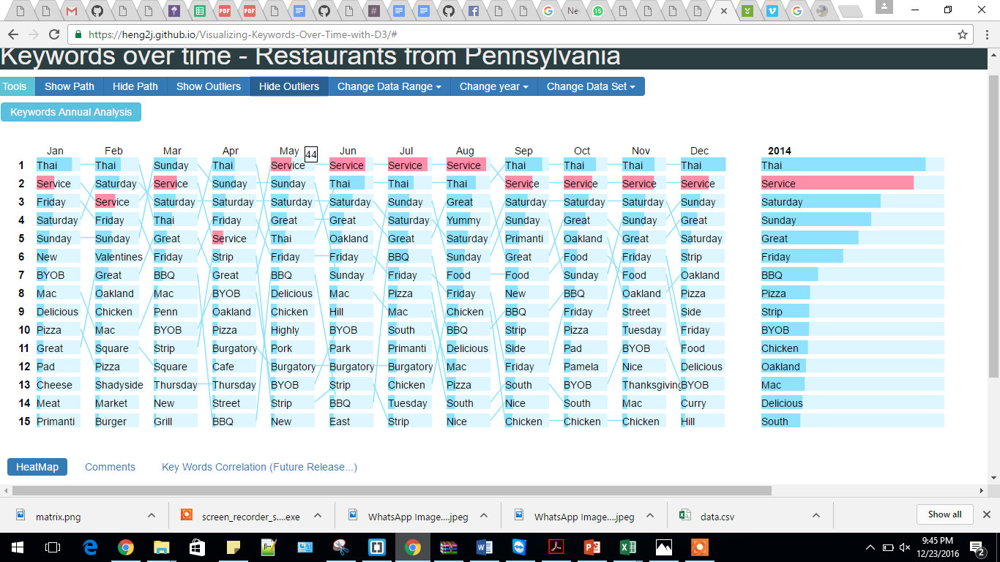 Ne
15
https://heng2j.github.io/Visualizing-Keywords-Over-Time-with-D3/#
Keywords over time - Restaurants from Pennsylvania
Tools Show Path Hide Path Show Outliers Hide Outliers Change Data Range Change year Change Data Set
Keywords Annual Analysis
Jan Feb Mar Apr May 44 Jun Jul Aug Sep Oct Nov Dec 2014
1 Thai Thai Sunday Thai Service Service Service Service Thai Thai Thai Thai Thai
2 Service Saturday Service Sunday Sunday Thai Thai Thai Service Service Service Service Service
3 Friday Service Saturday Saturday Saturday Saturday Sunday Great Saturday Saturday Saturday Sunday Saturday
4 Saturday Friday Thai Friday Great Great Saturday Yummy Sunday Great Sunday Great Sunday
5 Sunday Sunday Great Service Thai Oakland Great Saturday Primanti Oakland Great Saturday Great
6 New Valentines Friday Strip Friday Friday BBQ Sunday Great Food Friday Strip Friday
7 BYOB Great BBQ Great BBQ Sunday Friday Food Food Sunday Food Oakland BBQ
8 Mac Oakland Mac BYOB Delicious Mac Pizza Friday New BBQ Oakland Pizza Pizza
9 Delicious Chicken Penn Oakland Chicken Hill Mac Chicken BBQ Friday Street Side Strip
10 Pizza Mac BYOB Pizza Highly BYOB South BBQ Strip Pizza Tuesday Friday BYOB
11 Great Square Strip Burgatory Pork Park Primanti Delicious Side Pad BYOB Food Chicken
12 Pad Pizza Square Cafe Burgatory Burgatory Burgatory Mac Friday Pamela Nice Delicious Oakland
13 Cheese Shadyside Thursday Thursday BYOB Strip Chicken Pizza South BYOB Thanksgiving BYOB Mac
14 Meat Market New Street Strip BBQ Tuesday South Nice South Mac Curry Delicious
15 Primanti Burger Grill BBQ New East Strip Nice Chicken Chicken Chicken Hill South
HeatMap Comments Key Words Correlation (Future Release...)
matrix.png screen_recorder_s....exe WhatsApp Image....jpeg WhatsApp Image....jpeg data.csv Show all
9:45 PM
12/23/2016
2